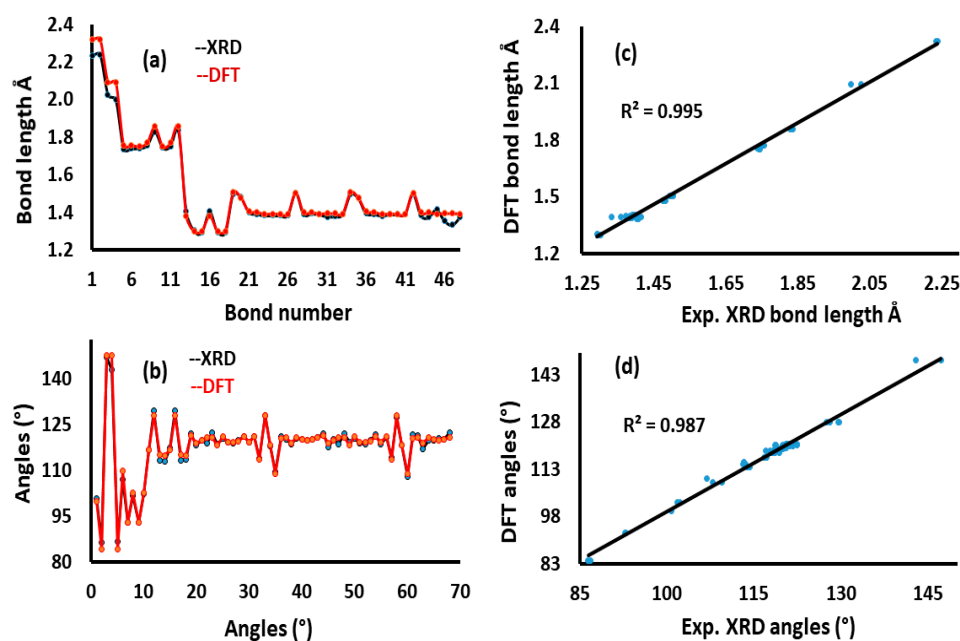 2.4
2.2
2.0
1.8
1.6
1.4
1.2
Bond length Å
(a)
--XRD
--DFT
1 6 11 16 21 26 31 36 41 46
Bond number
2.4
2.1
1.8
1.5
1.2
DFT bond length Å
(c)
R² = 0.995
1.25 1.45 1.65 1.85 2.05 2.25
Exp. XRD bond length Å
140
125
110
95
80
Angles (°)
(b)
--XRD
--DFT
0 10 20 30 40 50 60 70
Angles (°)
143
128
113
98
83
DFT angles (°)
(d)
R² = 0.987
85 100 115 130 145
Exp. XRD angles (°)